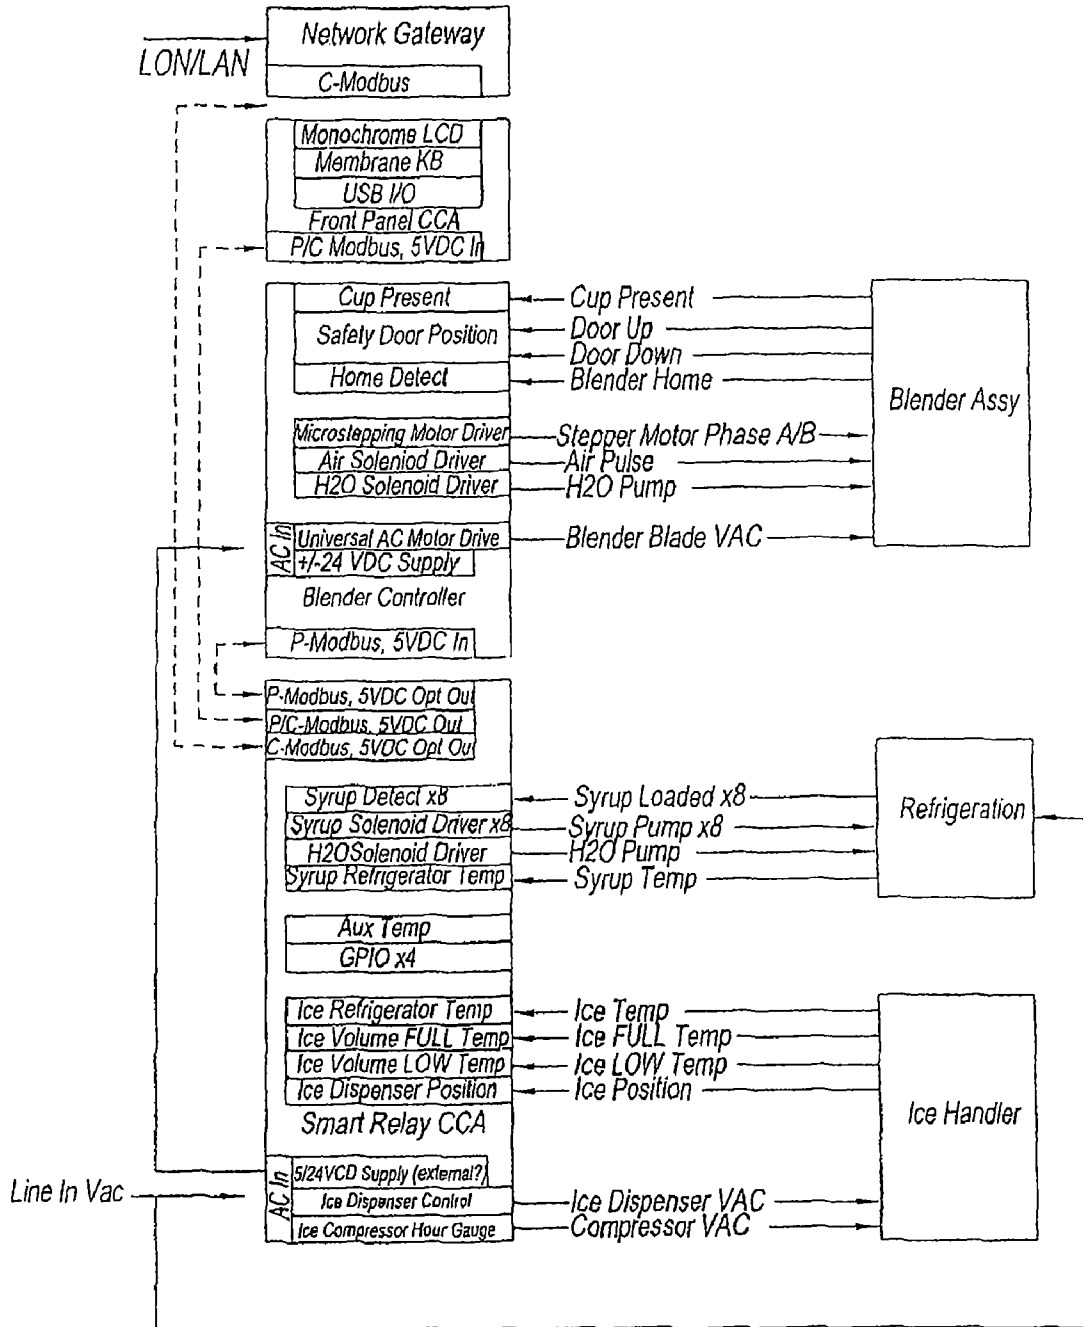 Network Gateway
LON/LAN
C-Modbus
Monochrome LCD
Membrane KB
USB I/O
Front Panel CCA
P/C Modbus, 5VDC In
Cup Present
Cup Present
Safely Door Position
Door Up
Door Down
Home Detect
Blender Home
Blender Assy
Microstepping Motor Driver
Stepper Motor Phase A/B
Air Soleniod Driver
Air Pulse
H2O Solenoid Driver
H2O Pump
AC In
Universal AC Motor Drive
Blender Blade VAC
+/-24 VDC Supply
Blender Controller
P-Modbus, 5VDC In
P-Modbus, 5VDC Opt Out
P/C-Modbus, 5VDC Out
C-Modbus, 5VDC Opt Out
Syrup Detect x8
Syrup Loaded x8
Refrigeration
Syrup Solenoid Driver x8
Syrup Pump x8
H2OSolenoid Driver
H2O Pump
Syrup Refrigerator Temp
Syrup Temp
Aux Temp
GPIO x4
Ice Refrigerator Temp
Ice Temp
Ice Volume FULL Temp
Ice FULL Temp
Ice Volume LOW Temp
Ice LOW Temp
Ice Dispenser Position
Ice Position
Ice Handler
Smart Relay CCA
Line In Vac
AC In
5/24VCD Supply (external?)
Ice Dispenser Control
Ice Dispenser VAC
Ice Compressor Hour Gauge
Compressor VAC